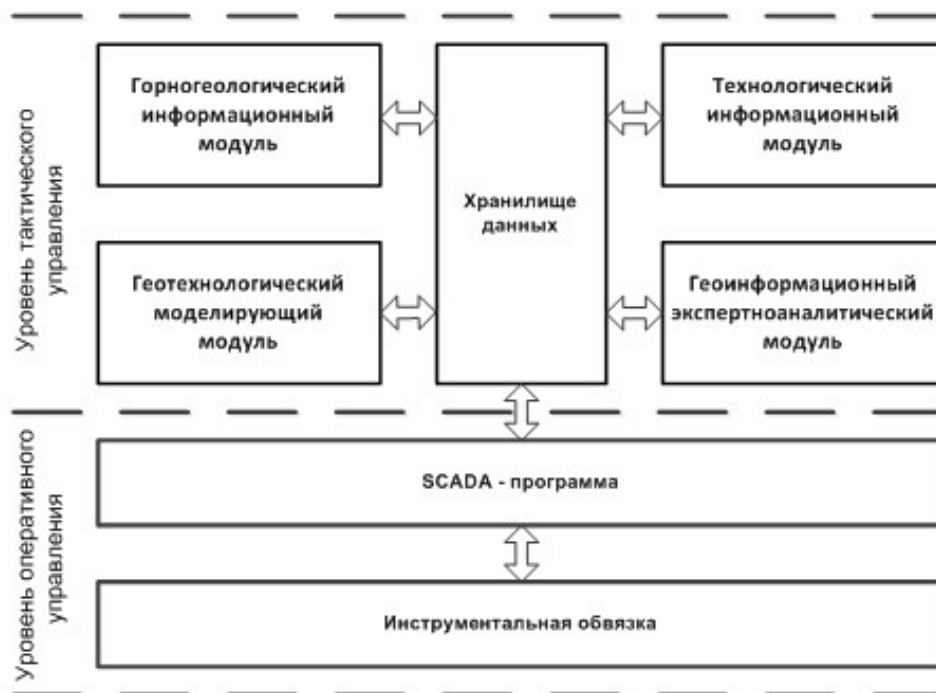 Уровень тактического
управления
Горногеологический
информационный
модуль
Хранилище
данных
Технологический
информационный
модуль
Геотехнологический
моделирующий
модуль
Геоинформационный
экспертноаналитический
модуль
Уровень оперативного
управления
SCADA - программа
Инструментальная обвязка